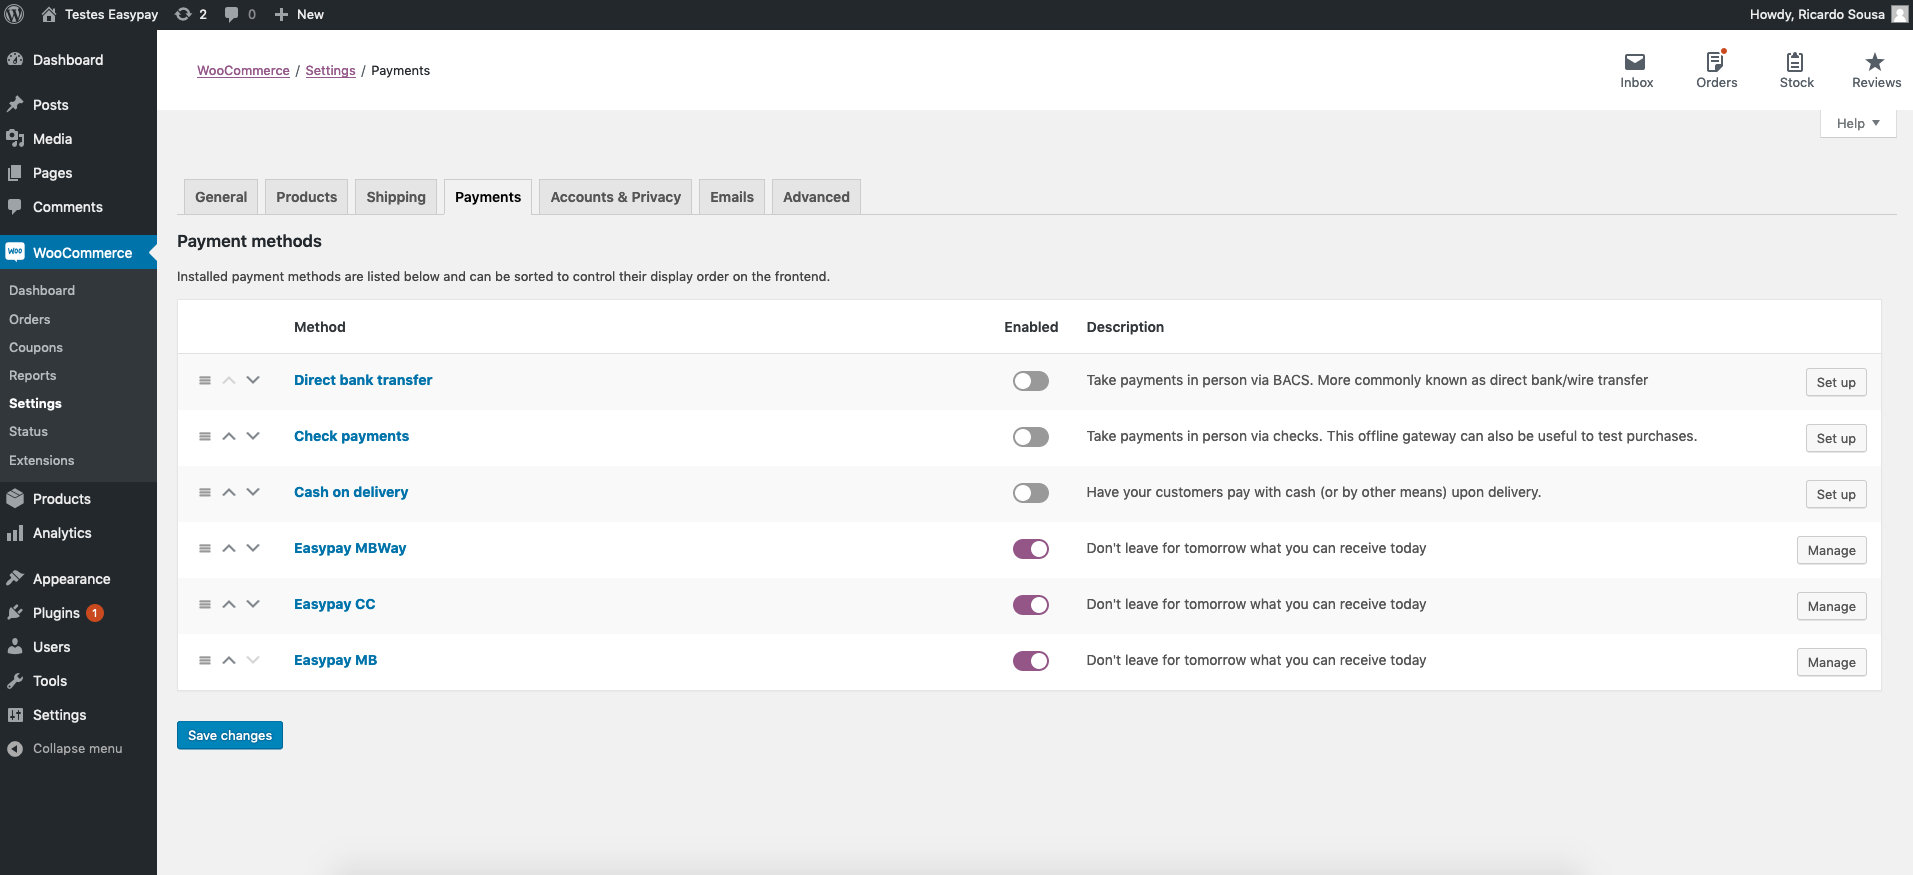 Testes Easypay 2 0 New Howdy, Ricardo Sousa
Dashboard
Posts
Media
Pages
Comments
Woo WooCommerce
Dashboard
Orders
Coupons
Reports
Settings
Status
Extensions
Products
Analytics
Appearance
Plugins 1
Users
Tools
Settings
Collapse menu
WooCommerce / Settings / Payments
Inbox Orders Stock Reviews
Help
General Products Shipping Payments Accounts & Privacy Emails Advanced
Payment methods
Installed payment methods are listed below and can be sorted to control their display order on the frontend.
Method Enabled Description
Direct bank transfer Take payments in person via BACS. More commonly known as direct bank/wire transfer Set up
Check payments Take payments in person via checks. This offline gateway can also be useful to test purchases. Set up
Cash on delivery Have your customers pay with cash (or by other means) upon delivery. Set up
Easypay MBWay Don't leave for tomorrow what you can receive today Manage
Easypay CC Don't leave for tomorrow what you can receive today Manage
Easypay MB Don't leave for tomorrow what you can receive today Manage
Save changes